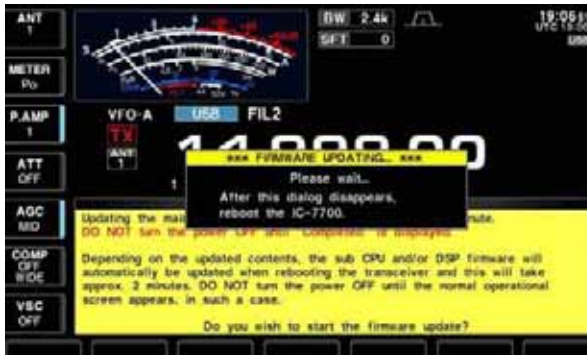 ANT
1
BW 2.4k
SFT 0
19:06
UTC
METER
Po
P.AMP
1
VFO-A USB FIL2
TX
ANT
1
ATT
OFF
*** FIRMWARE UPDATING... ***
Please wait...
After this dialog disappears,
reboot the IC-7700.
AGC
MID
Updating the
DO NOT turn the power OFF until "Completed" is displayed.
COMP
OFF
WIDE
Depending on the updated contents, the sub CPU and/or DSP firmware will
automatically be updated when rebooting the transceiver and this will take
approx. 2 minutes. DO NOT turn the power OFF until the normal operational
screen appears, in such a case.
VSC
OFF
Do you wish to start the firmware update?